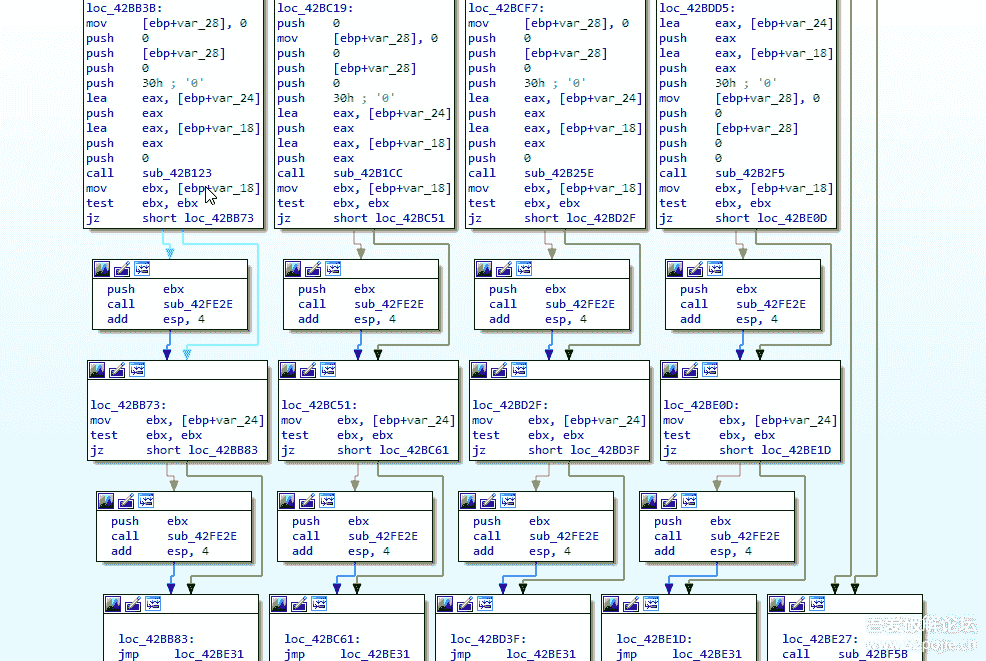 loc_42BB3B:
mov [ebp+var_28], 0
push 0
push [ebp+var_28]
push 0
push 30h ; '0'
lea eax, [ebp+var_24]
push eax
lea eax, [ebp+var_18]
push eax
push 0
call sub_42B123
mov ebx, [ebp+var_18]
test ebx, ebx
jz short loc_42BB73
loc_42BC19:
push 0
mov [ebp+var_28], 0
push 0
push [ebp+var_28]
push 0
push 30h ; '0'
lea eax, [ebp+var_24]
push eax
lea eax, [ebp+var_18]
push eax
call sub_42B1CC
mov ebx, [ebp+var_18]
test ebx, ebx
jz short loc_42BC51
loc_42BCF7:
mov [ebp+var_28], 0
push 0
push [ebp+var_28]
push 0
push 30h ; '0'
lea eax, [ebp+var_24]
push eax
lea eax, [ebp+var_18]
push eax
push 0
call sub_42B25E
mov ebx, [ebp+var_18]
test ebx, ebx
jz short loc_42BD2F
loc_42BDD5:
lea eax, [ebp+var_24]
push eax
lea eax, [ebp+var_18]
push eax
push 30h ; '0'
mov [ebp+var_28], 0
push 0
push [ebp+var_28]
push 0
push 0
call sub_42B2F5
mov ebx, [ebp+var_18]
test ebx, ebx
jz short loc_42BE0D
push ebx
call sub_42FE2E
add esp, 4
push ebx
call sub_42FE2E
add esp, 4
push ebx
call sub_42FE2E
add esp, 4
push ebx
call sub_42FE2E
add esp, 4
loc_42BB73:
mov ebx, [ebp+var_24]
test ebx, ebx
jz short loc_42BB83
loc_42BC51:
mov ebx, [ebp+var_24]
test ebx, ebx
jz short loc_42BC61
loc_42BD2F:
mov ebx, [ebp+var_24]
test ebx, ebx
jz short loc_42BD3F
loc_42BE0D:
mov ebx, [ebp+var_24]
test ebx, ebx
jz short loc_42BE1D
push ebx
call sub_42FE2E
add esp, 4
push ebx
call sub_42FE2E
add esp, 4
push ebx
call sub_42FE2E
add esp, 4
push ebx
call sub_42FE2E
add esp, 4
loc_42BB83:
jmp loc_42BE31
loc_42BC61:
jmp loc_42BE31
loc_42BD3F:
jmp loc_42BE31
loc_42BE1D:
jmp loc_42BE31
loc_42BE27:
call sub_42BF5B
吾爱破解论坛
www.52pojie.cn